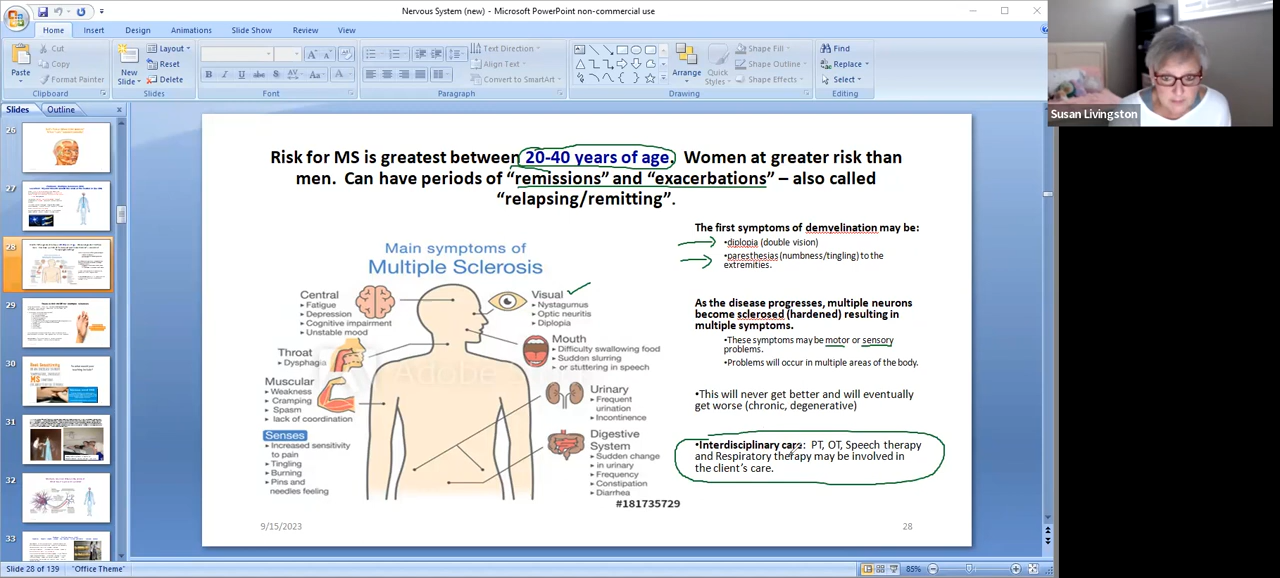 Nervous System (new) - Microsoft PowerPoint non-commercial use
Home Insert Design Animations Slide Show Review View
Paste
Cut
Copy
Format Painter
Clipboard
New
Slide
Layout
Reset
Delete
Slides
Font
Text Direction
Align Text
Convert to SmartArt
Paragraph
Arrange
Quick
Styles
Shape Fill
Shape Outline
Shape Effects
Drawing
Find
Replace
Select
Editing
Susan Livingston
Slides Outline
26
27
28
29
30
31
32
33
Risk for MS is greatest between 20-40 years of age. Women at greater risk than
men. Can have periods of “remissions” and “exacerbations” – also called
“relapsing/remitting”.
Main symptoms of
Multiple Sclerosis
Central
Fatigue
Depression
Cognitive impairment
Unstable mood
Throat
Dysphagia
Muscular
Weakness
Cramping
Spasm
lack of coordination
Senses
Increased sensitivity
to pain
Tingling
Burning
Pins and
needles feeling
Visual
Nystagumus
Optic neuritis
Diplopia
Mouth
Difficulty swallowing food
Sudden slurring
or stuttering in speech
Urinary
Frequent
urination
Incontinence
Digestive
System
Sudden change
in urinary
Frequency
Constipation
Diarrhea
#181735729
The first symptoms of demyelination may be:
•diplopia (double vision)
•paresthesias (numbness/tingling) to the
extremities.
As the disease progresses, multiple neurons
become sclerosed (hardened) resulting in
multiple symptoms.
•These symptoms may be motor or sensory
problems.
•Problems will occur in multiple areas of the body.
•This will never get better and will eventually
get worse (chronic, degenerative)
•Interdisciplinary care: PT, OT, Speech therapy
and Respiratory therapy may be involved in
the client’s care.
9/15/2023
28
Slide 28 of 139 "Office Theme"
85%